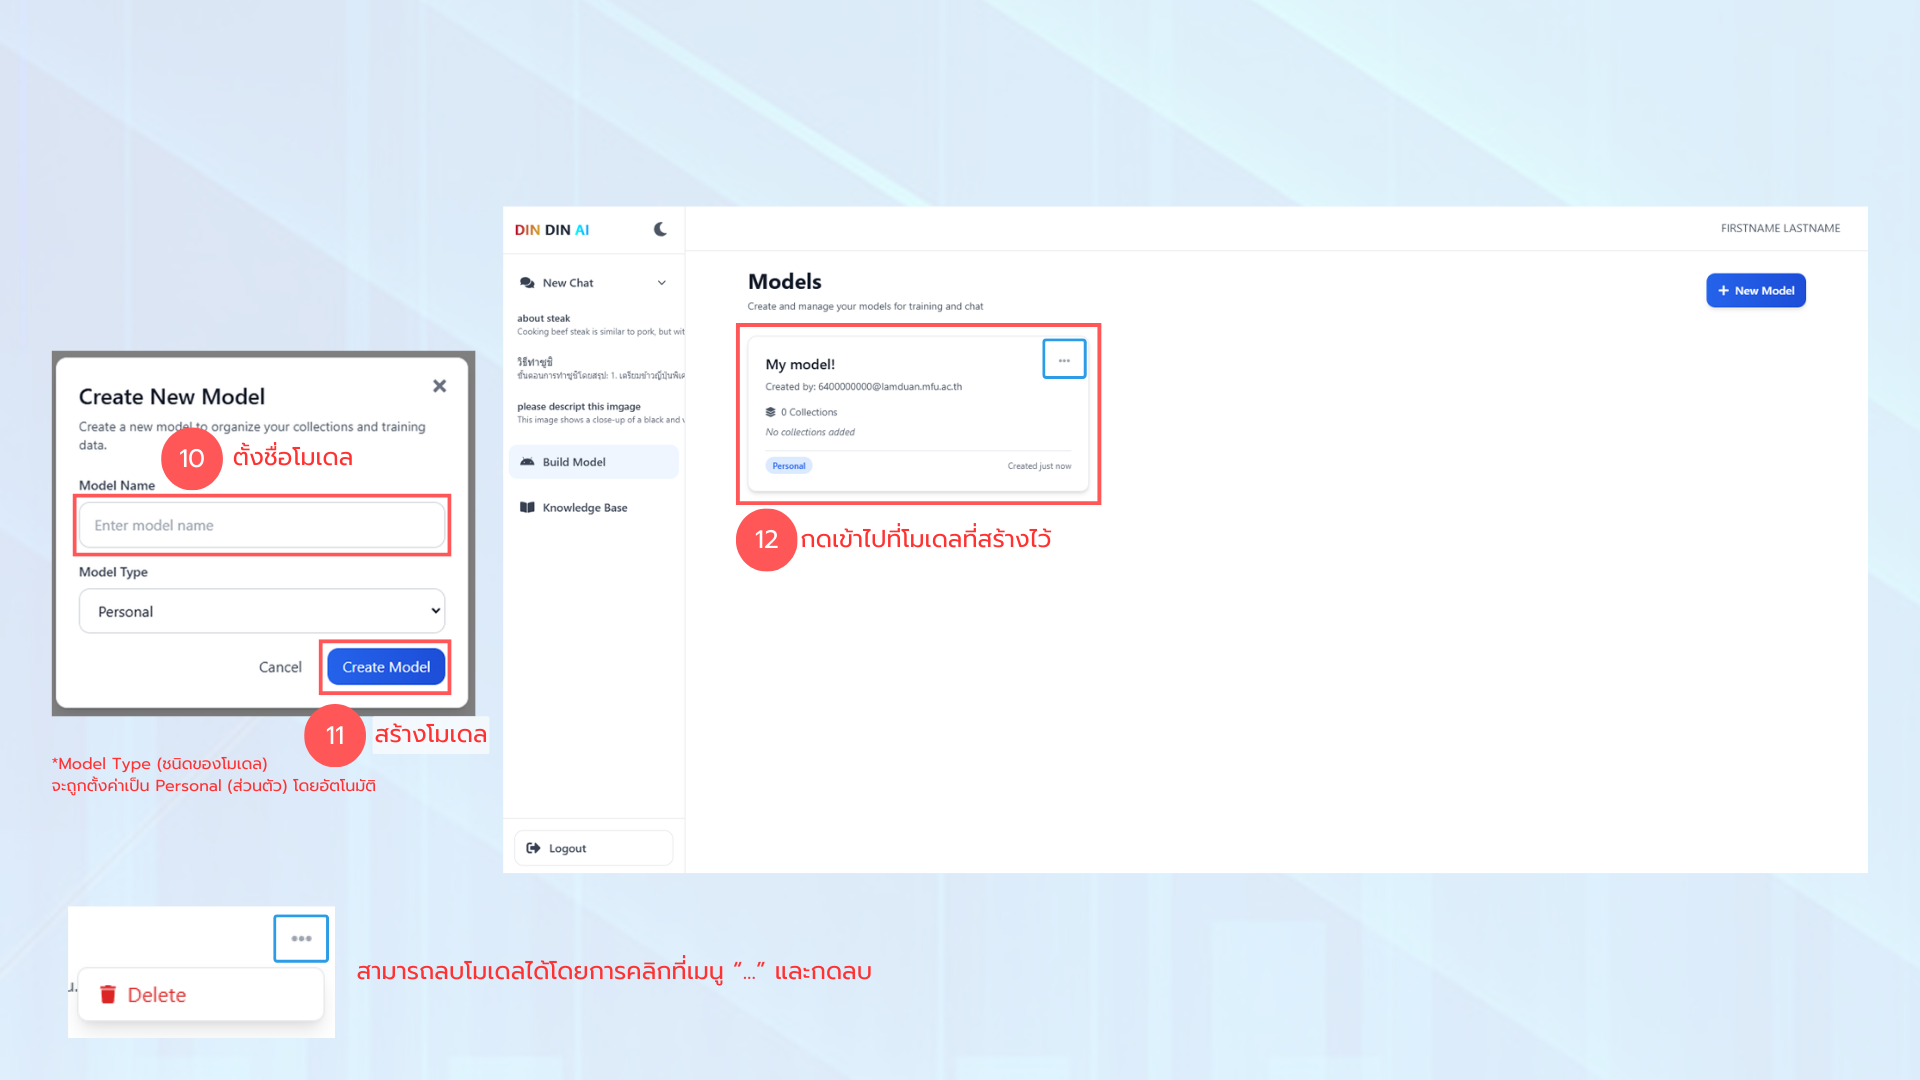 Create New Model
Create a new model to organize your collections and training
data.
10 ตั้งชื่อโมเดล
Model Name
Enter model name
Model Type
Personal
Cancel
Create Model
11 สร้างโมเดล
*Model Type (ชนิดของโมเดล)
จะถูกตั้งค่าเป็น Personal (ส่วนตัว) โดยอัตโนมัติ
DIN DIN AI
FIRSTNAME LASTNAME
New Chat
about steak
Cooking beef steak is similar to pork, but wit
วิธีทำซูชิ
ขั้นตอนการทำซูชิโดยสรุป: 1. เตรียมข้าวญี่ปุ่นพิเศ
please descript this imgage
This image shows a close-up of a black and
Build Model
Knowledge Base
Logout
Models
Create and manage your models for training and chat
+ New Model
My model!
...
Created by: 6400000000@lamduan.mfu.ac.th
0 Collections
No collections added
Personal
Created just now
12 กดเข้าไปที่โมเดลที่สร้างไว้
...
Delete
สามารถลบโมเดลได้โดยการคลิกที่เมนู “...” และกดลบ